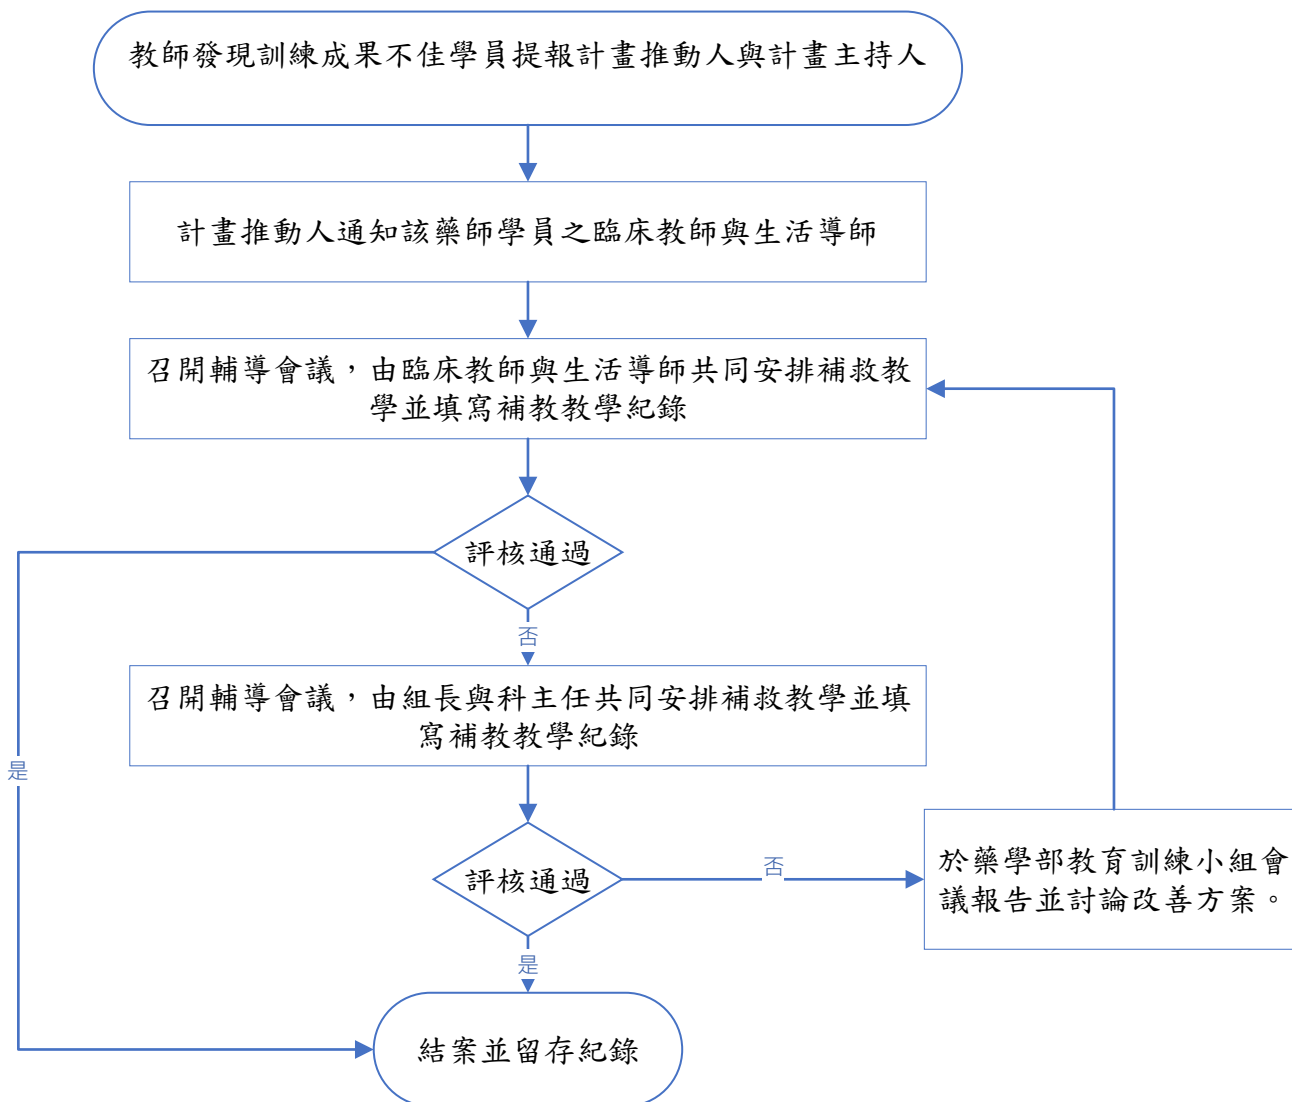 教師發現訓練成果不佳學員提報計畫推動人與計畫主持人
計畫推動人通知該藥師學員之臨床教師與生活導師
召開輔導會議，由臨床教師與生活導師共同安排補救教
學並填寫補教教學紀錄
評核通過
否
召開輔導會議，由組長與科主任共同安排補救教學並填
寫補教教學紀錄
是
評核通過
否
於藥學部教育訓練小組會
議報告並討論改善方案。
是
結案並留存紀錄